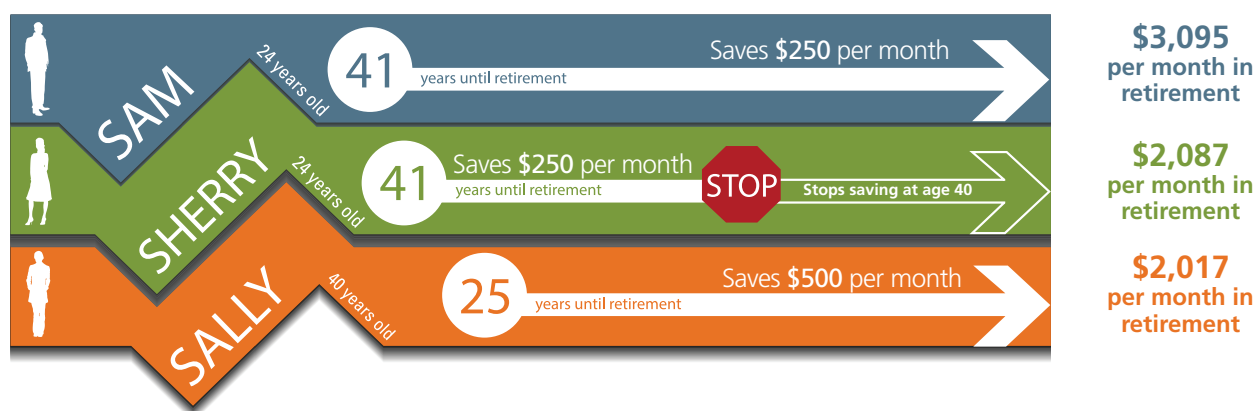 SAM
24 years old
41
years until retirement
Saves $250 per month
$3,095
per month in
retirement
SHERRY
24 years old
41
Saves $250 per month
years until retirement
STOP
Stops saving at age 40
$2,087
per month in
retirement
SALLY
40 years old
25
years until retirement
Saves $500 per month
$2,017
per month in
retirement